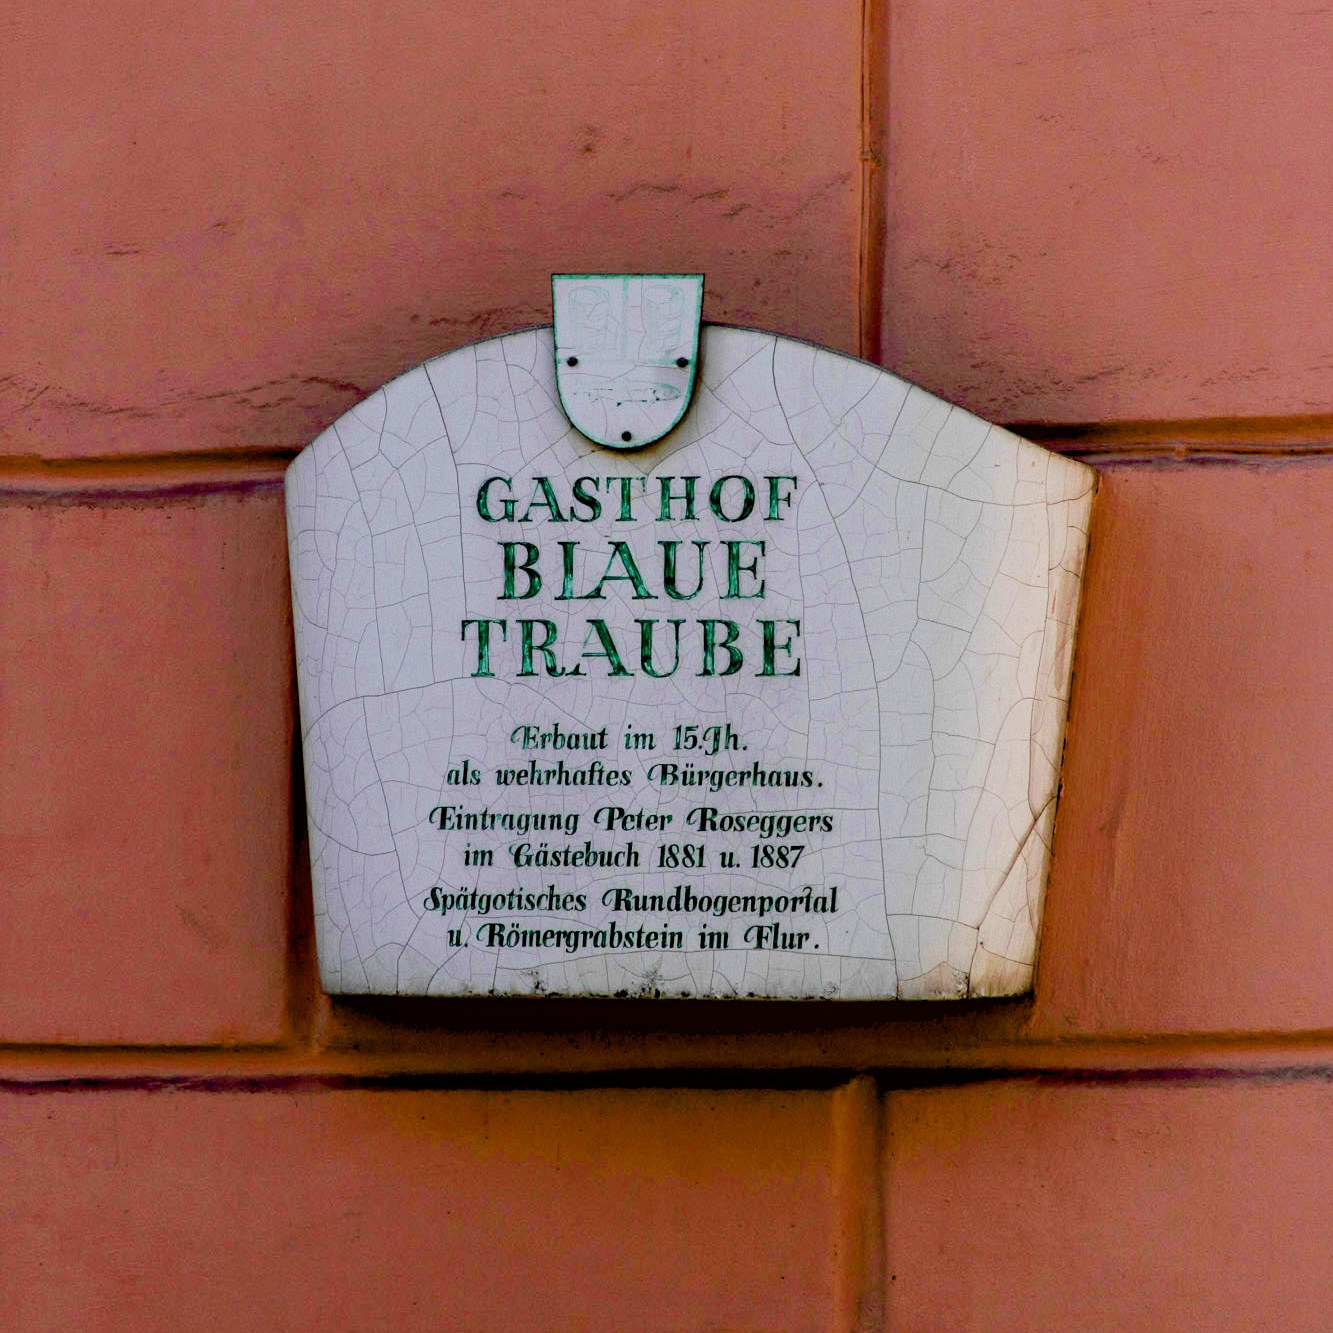 GASTHOF
BLAUE
TRAUBE
Erbaut im 15.Jh.
als wehrhaftes Bürgerhaus.
Eintragung Peter Roseggers
im Gästebuch 1881 u. 1887
Spätgotisches Rundbogenportal
u. Römergrabstein im Flur.